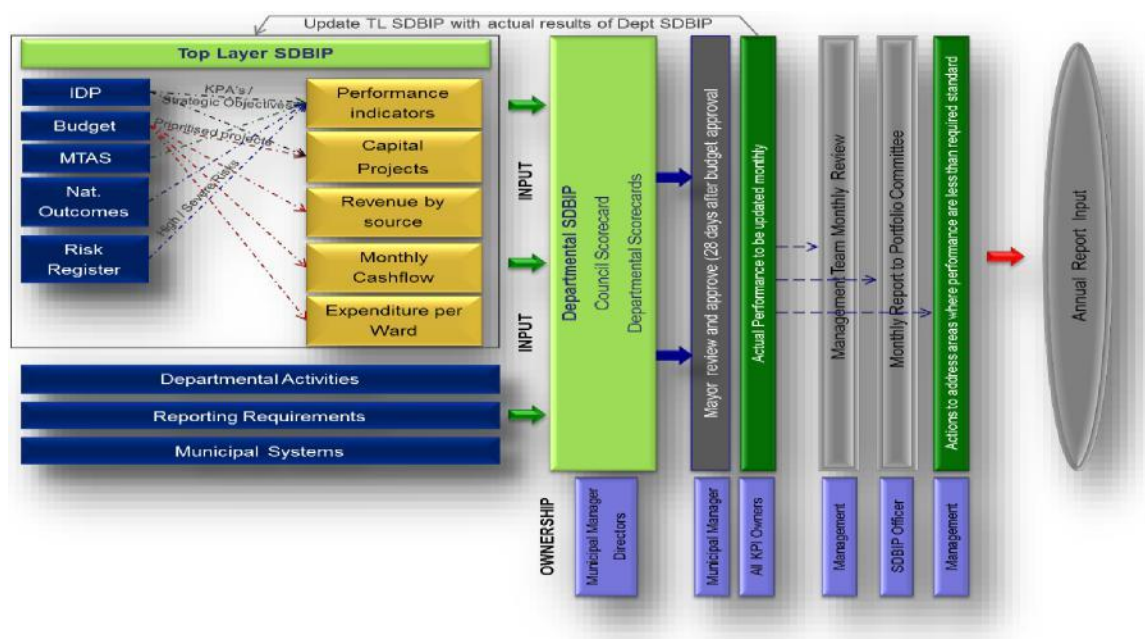 Update TL SDBIP with actual results of Dept SDBIP
Top Layer SDBIP
IDP
Budget
MTAS
Nat.
Outcomes
Risk
Register
KPA's /
Strategic Objectives
Prioritised projects
High / Severe Risks
Performance
indicators
Capital
Projects
Revenue by
source
Monthly
Cashflow
Expenditure per
Ward
Departmental Activities
Reporting Requirements
Municipal Systems
INPUT
INPUT
Departmental SDBIP
Council Scorecard
Departmental Scorecards
Mayor review and approve (28 days after budget approval
Actual Performance to be updated monthly
Management Team Monthly Review
Monthly Report to Portfolio Committee
Actions to address areas where performance are less than required standard
Annual Report Input
OWNERSHIP
Municipal Manager
Directors
Municipal Manager
All KPI Owners
Management
SDBIP Officer
Management